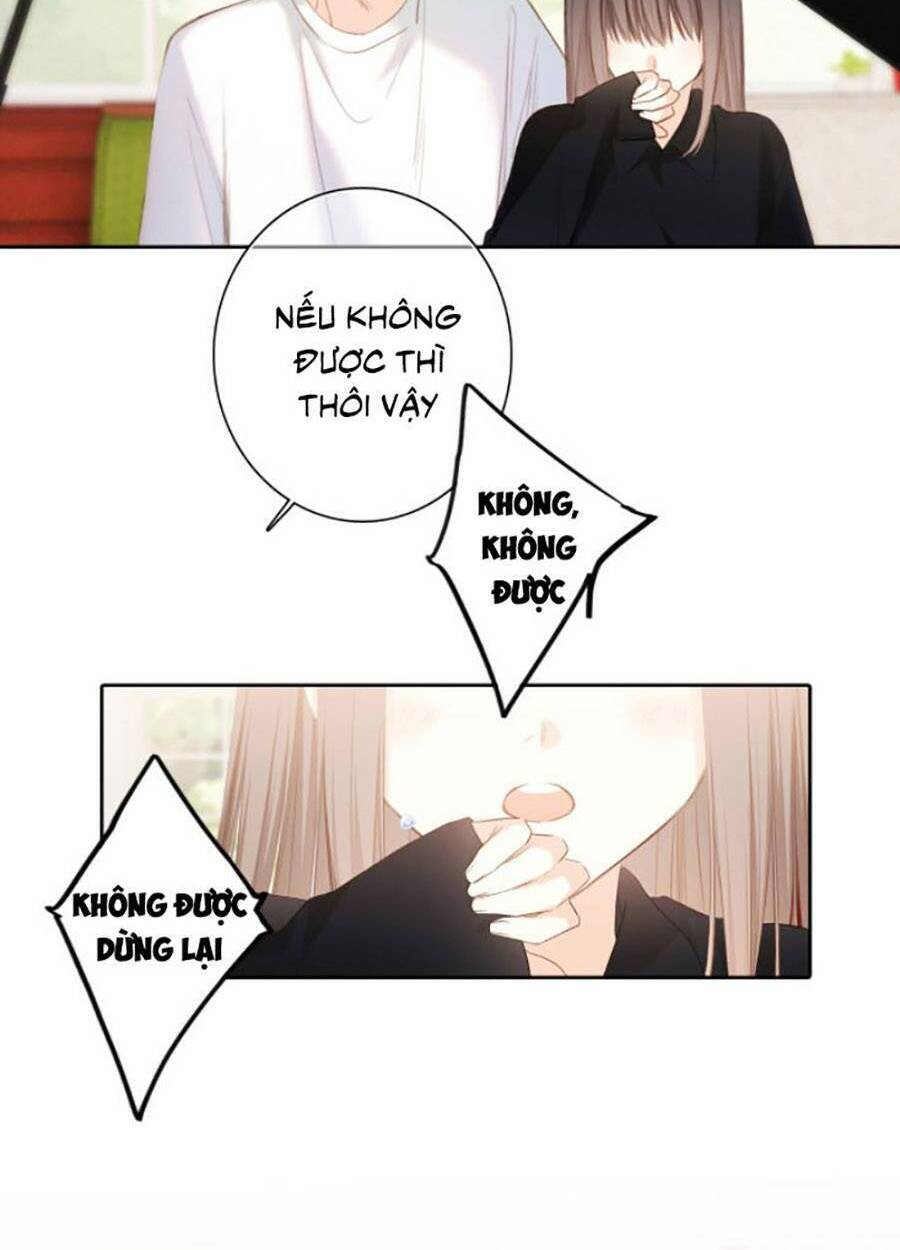 NẾU KHÔNG
ĐƯỢC THÌ
THÔI VẬY
KHÔNG,
KHÔNG
ĐƯỢC
KHÔNG ĐƯỢC
DỪNG LẠI